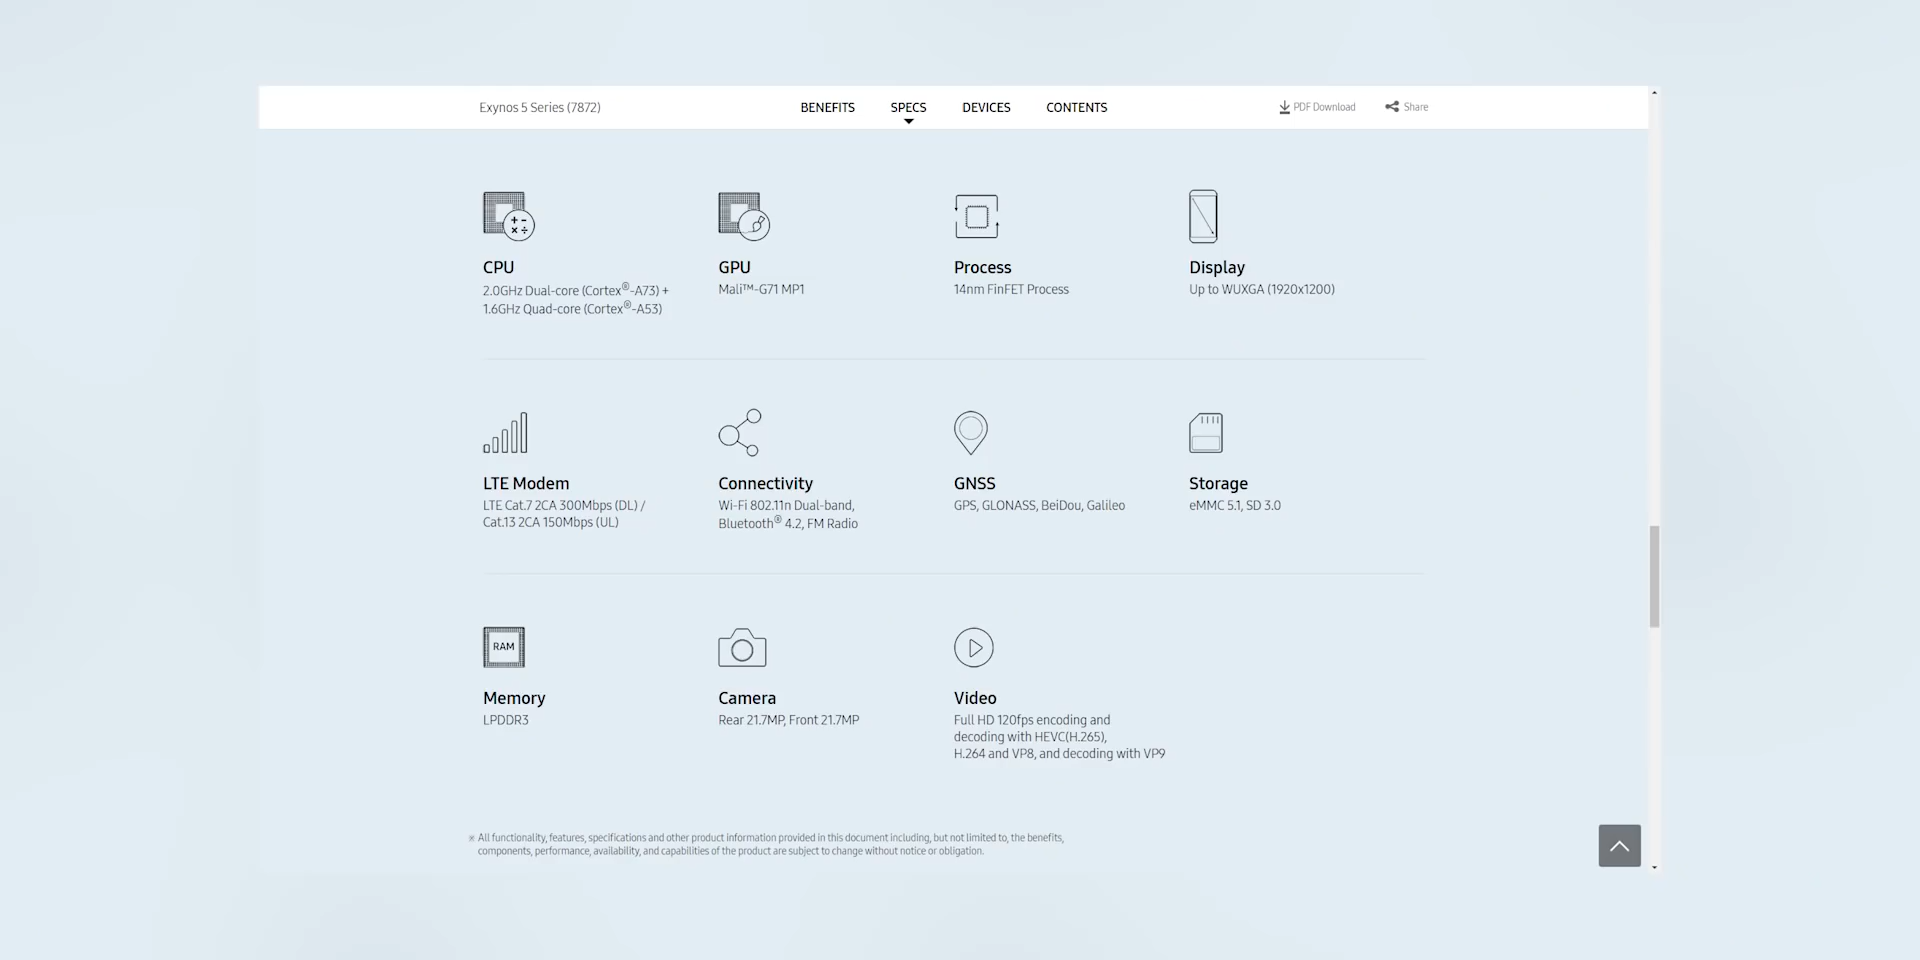 Exynos 5 Series (7872)
BENEFITS
SPECS
DEVICES
CONTENTS
PDF Download
Share
CPU
2.0GHz Dual-core (Cortex®-A73) +
1.6GHz Quad-core (Cortex®-A53)
GPU
Mali™-G71 MP1
Process
14nm FinFET Process
Display
Up to WUXGA (1920x1200)
LTE Modem
LTE Cat.7 2CA 300Mbps (DL) /
Cat.13 2CA 150Mbps (UL)
Connectivity
Wi-Fi 802.11n Dual-band,
Bluetooth® 4.2, FM Radio
GNSS
GPS, GLONASS, BeiDou, Galileo
Storage
eMMC 5.1, SD 3.0
RAM
Memory
LPDDR3
Camera
Rear 21.7MP, Front 21.7MP
Video
Full HD 120fps encoding and
decoding with HEVC(H.265),
H.264 and VP8, and decoding with VP9
※ All functionality, features, specifications and other product information provided in this document including, but not limited to, the benefits,
components, performance, availability, and capabilities of the product are subject to change without notice or obligation.